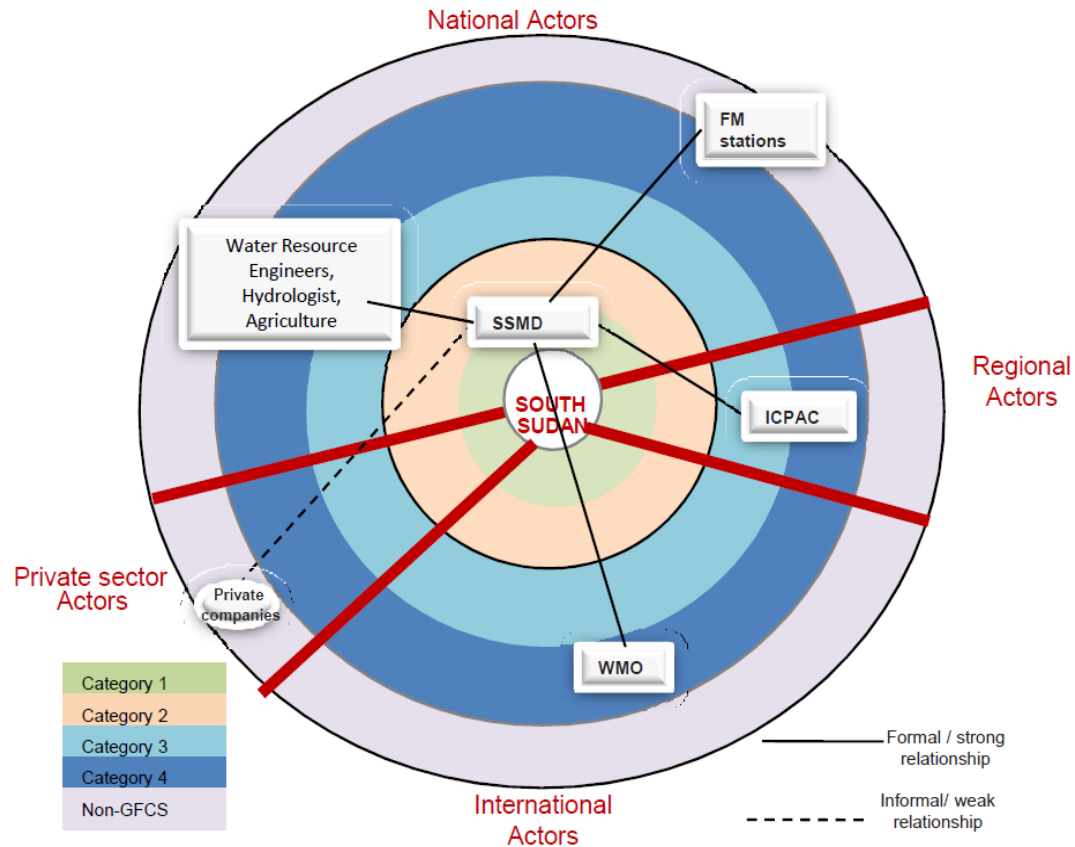 National Actors
FM
stations
Water Resource
Engineers,
Hydrologist,
Agriculture
SSMD
Regional
Actors
SOUTH
SUDAN
ICPAC
Private sector
Actors
Private
companies
WMO
Category 1
Category 2
Category 3
Category 4
Non-GFCS
International
Actors
Formal / strong
relationship
Informal/ weak
relationship